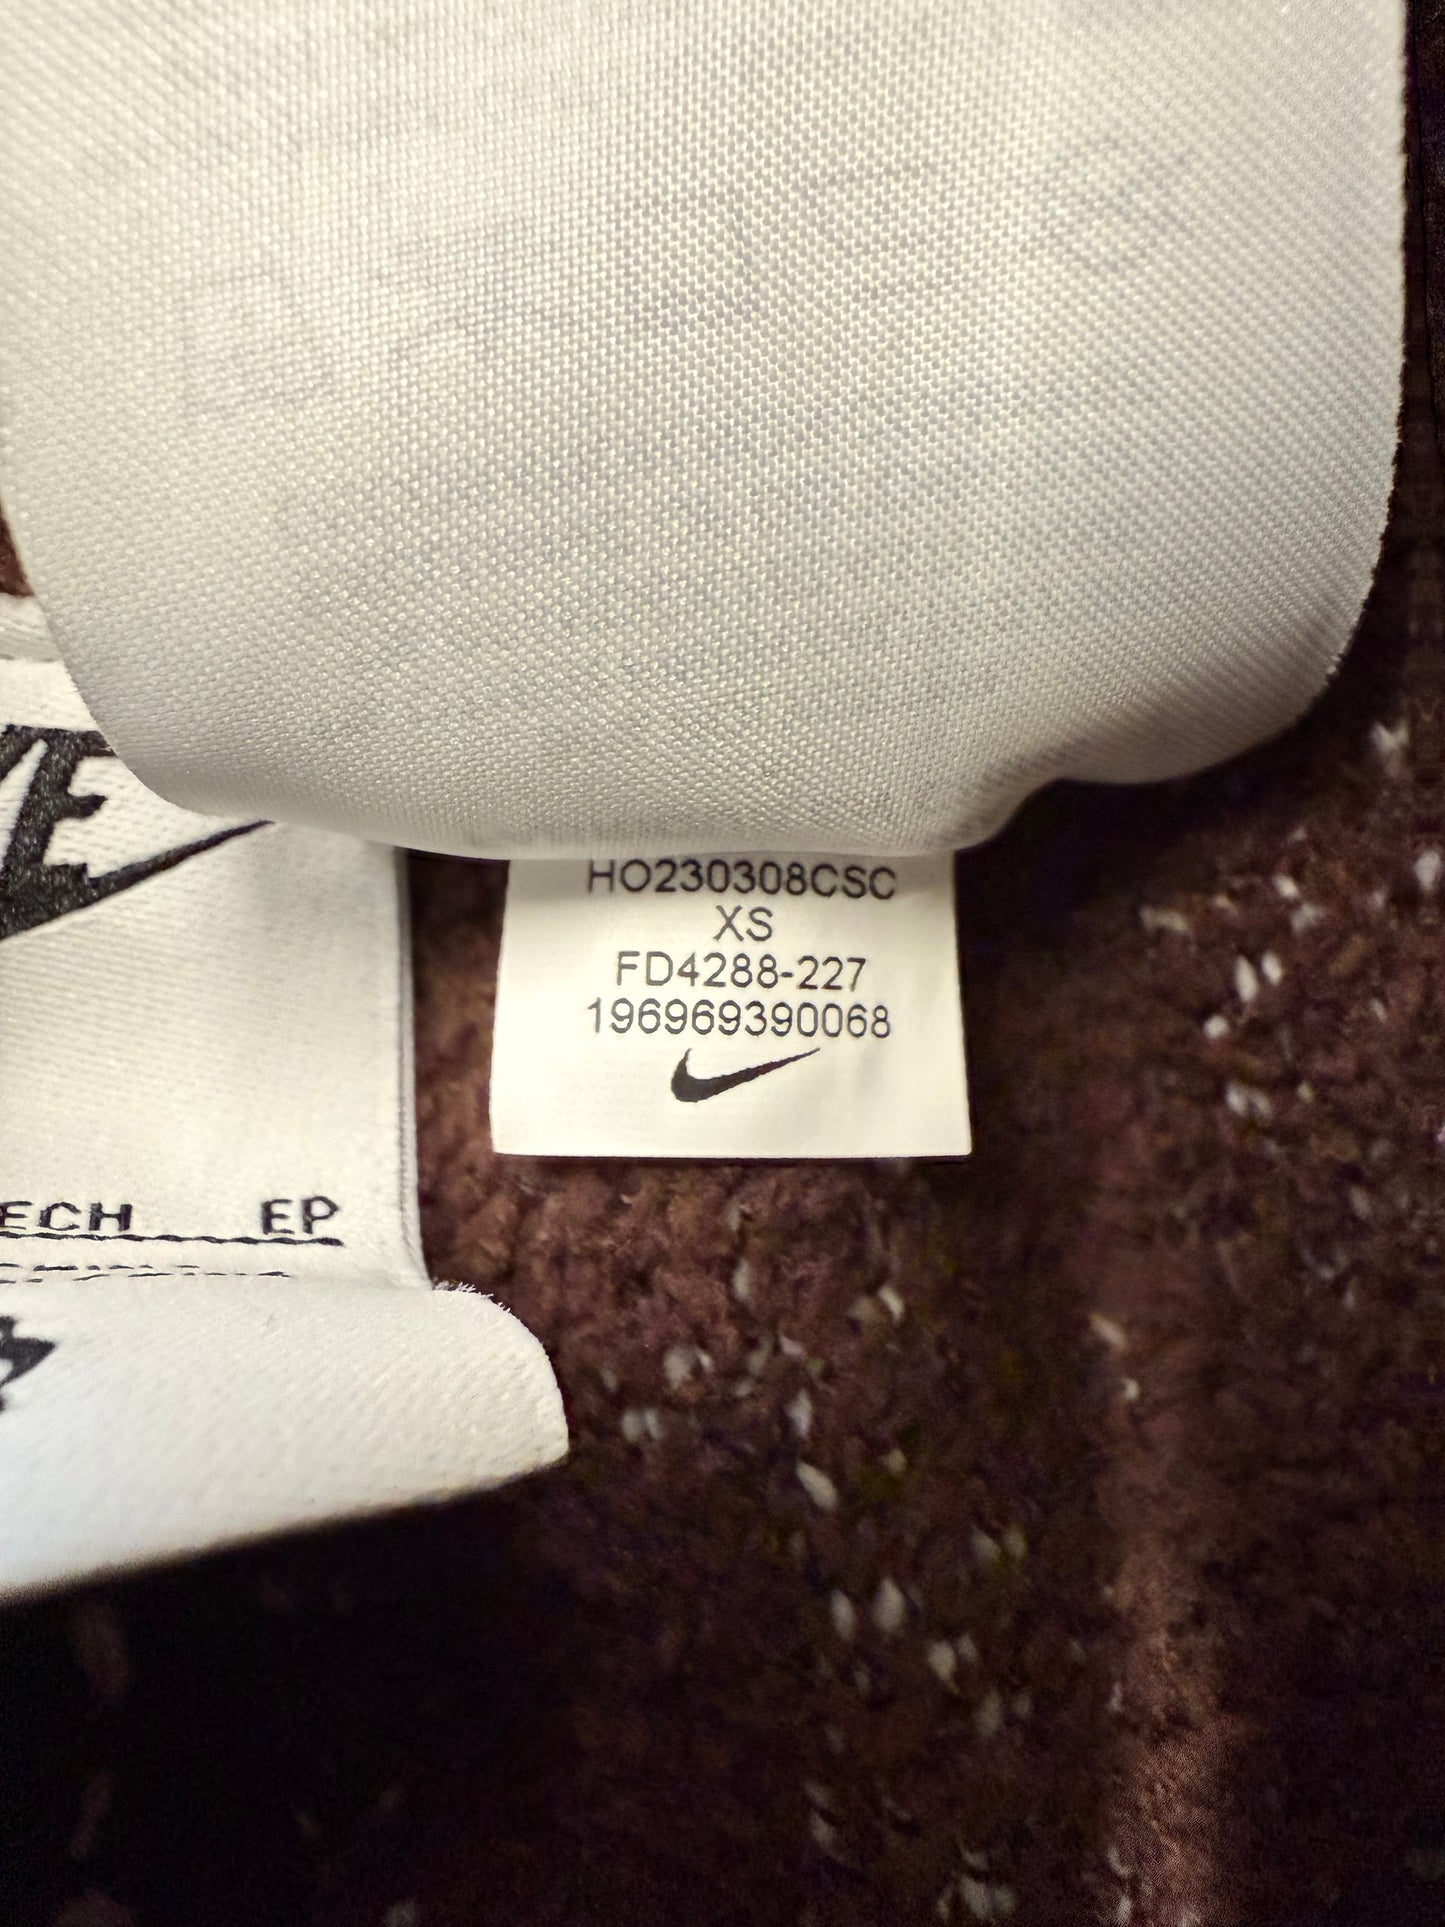 HO230308CSC
XS
FD4288-227
196969390068
ECH EP